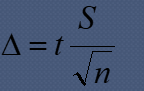 Δ = t S / √n